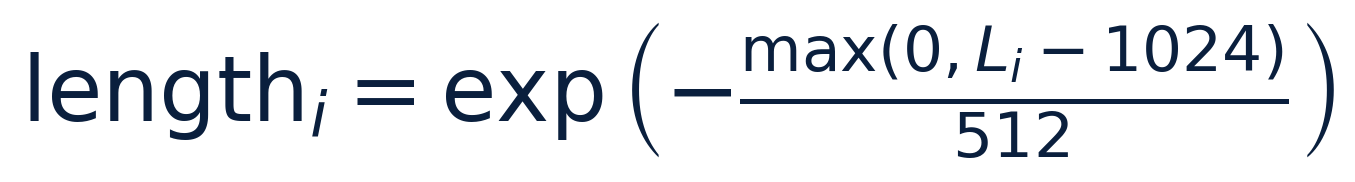 length_i = exp(−max(0, L_i − 1024)/512)